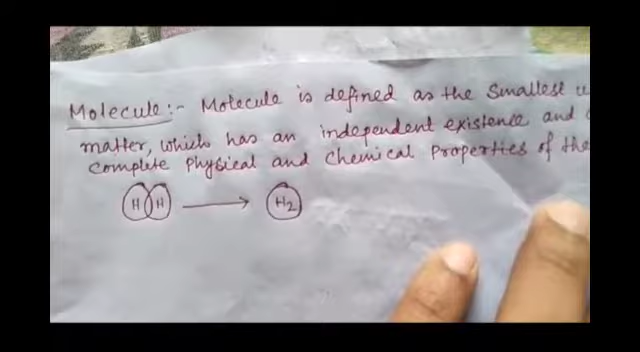 Molecule:- Molecule is defined as the Smallest
matter, which has an independent existence and
complete Physical and Chemical Properties of the
H H → H2